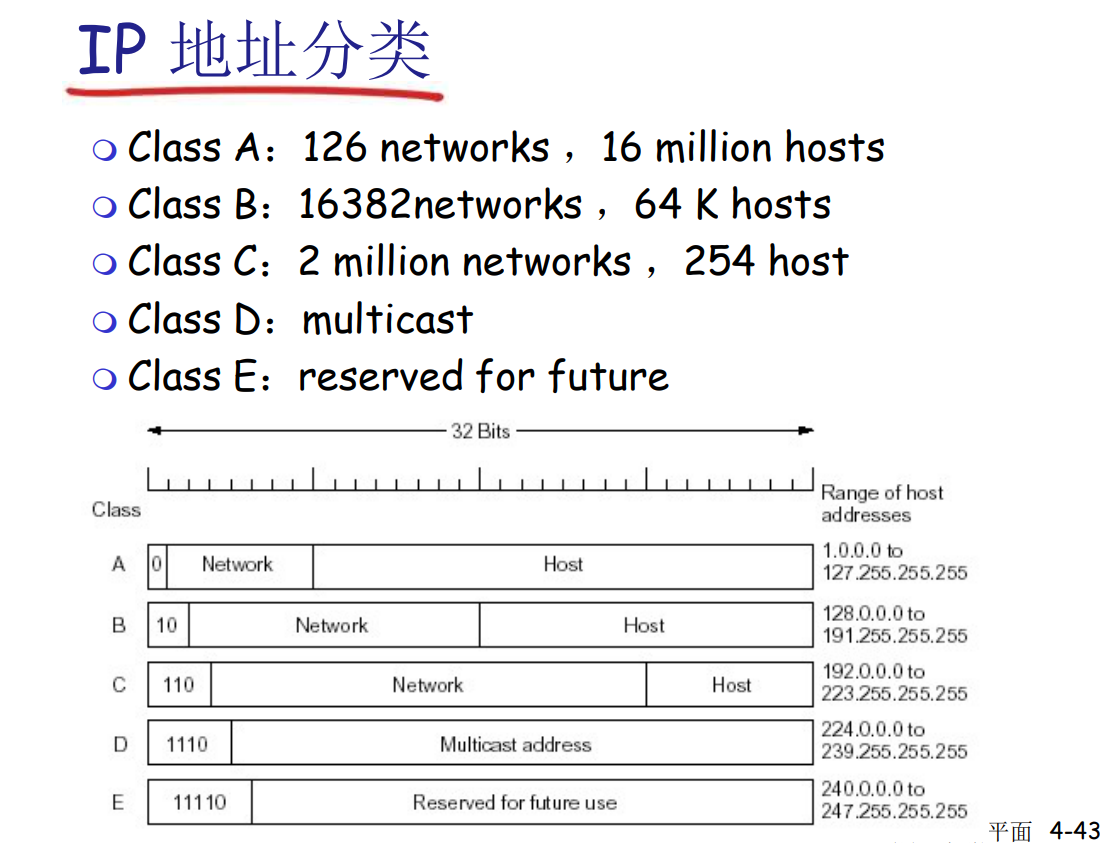 IP 地址分类
Class A：126 networks ，16 million hosts
Class B：16382networks ，64 K hosts
Class C：2 million networks ，254 host
Class D：multicast
Class E：reserved for future
32 Bits
Class
Range of host
addresses
A 0 Network Host 1.0.0.0 to
127.255.255.255
B 10 Network Host 128.0.0.0 to
191.255.255.255
C 110 Network Host 192.0.0.0 to
223.255.255.255
D 1110 Multicast address 224.0.0.0 to
239.255.255.255
E 11110 Reserved for future use 240.0.0.0 to
247.255.255.255
平面 4-43